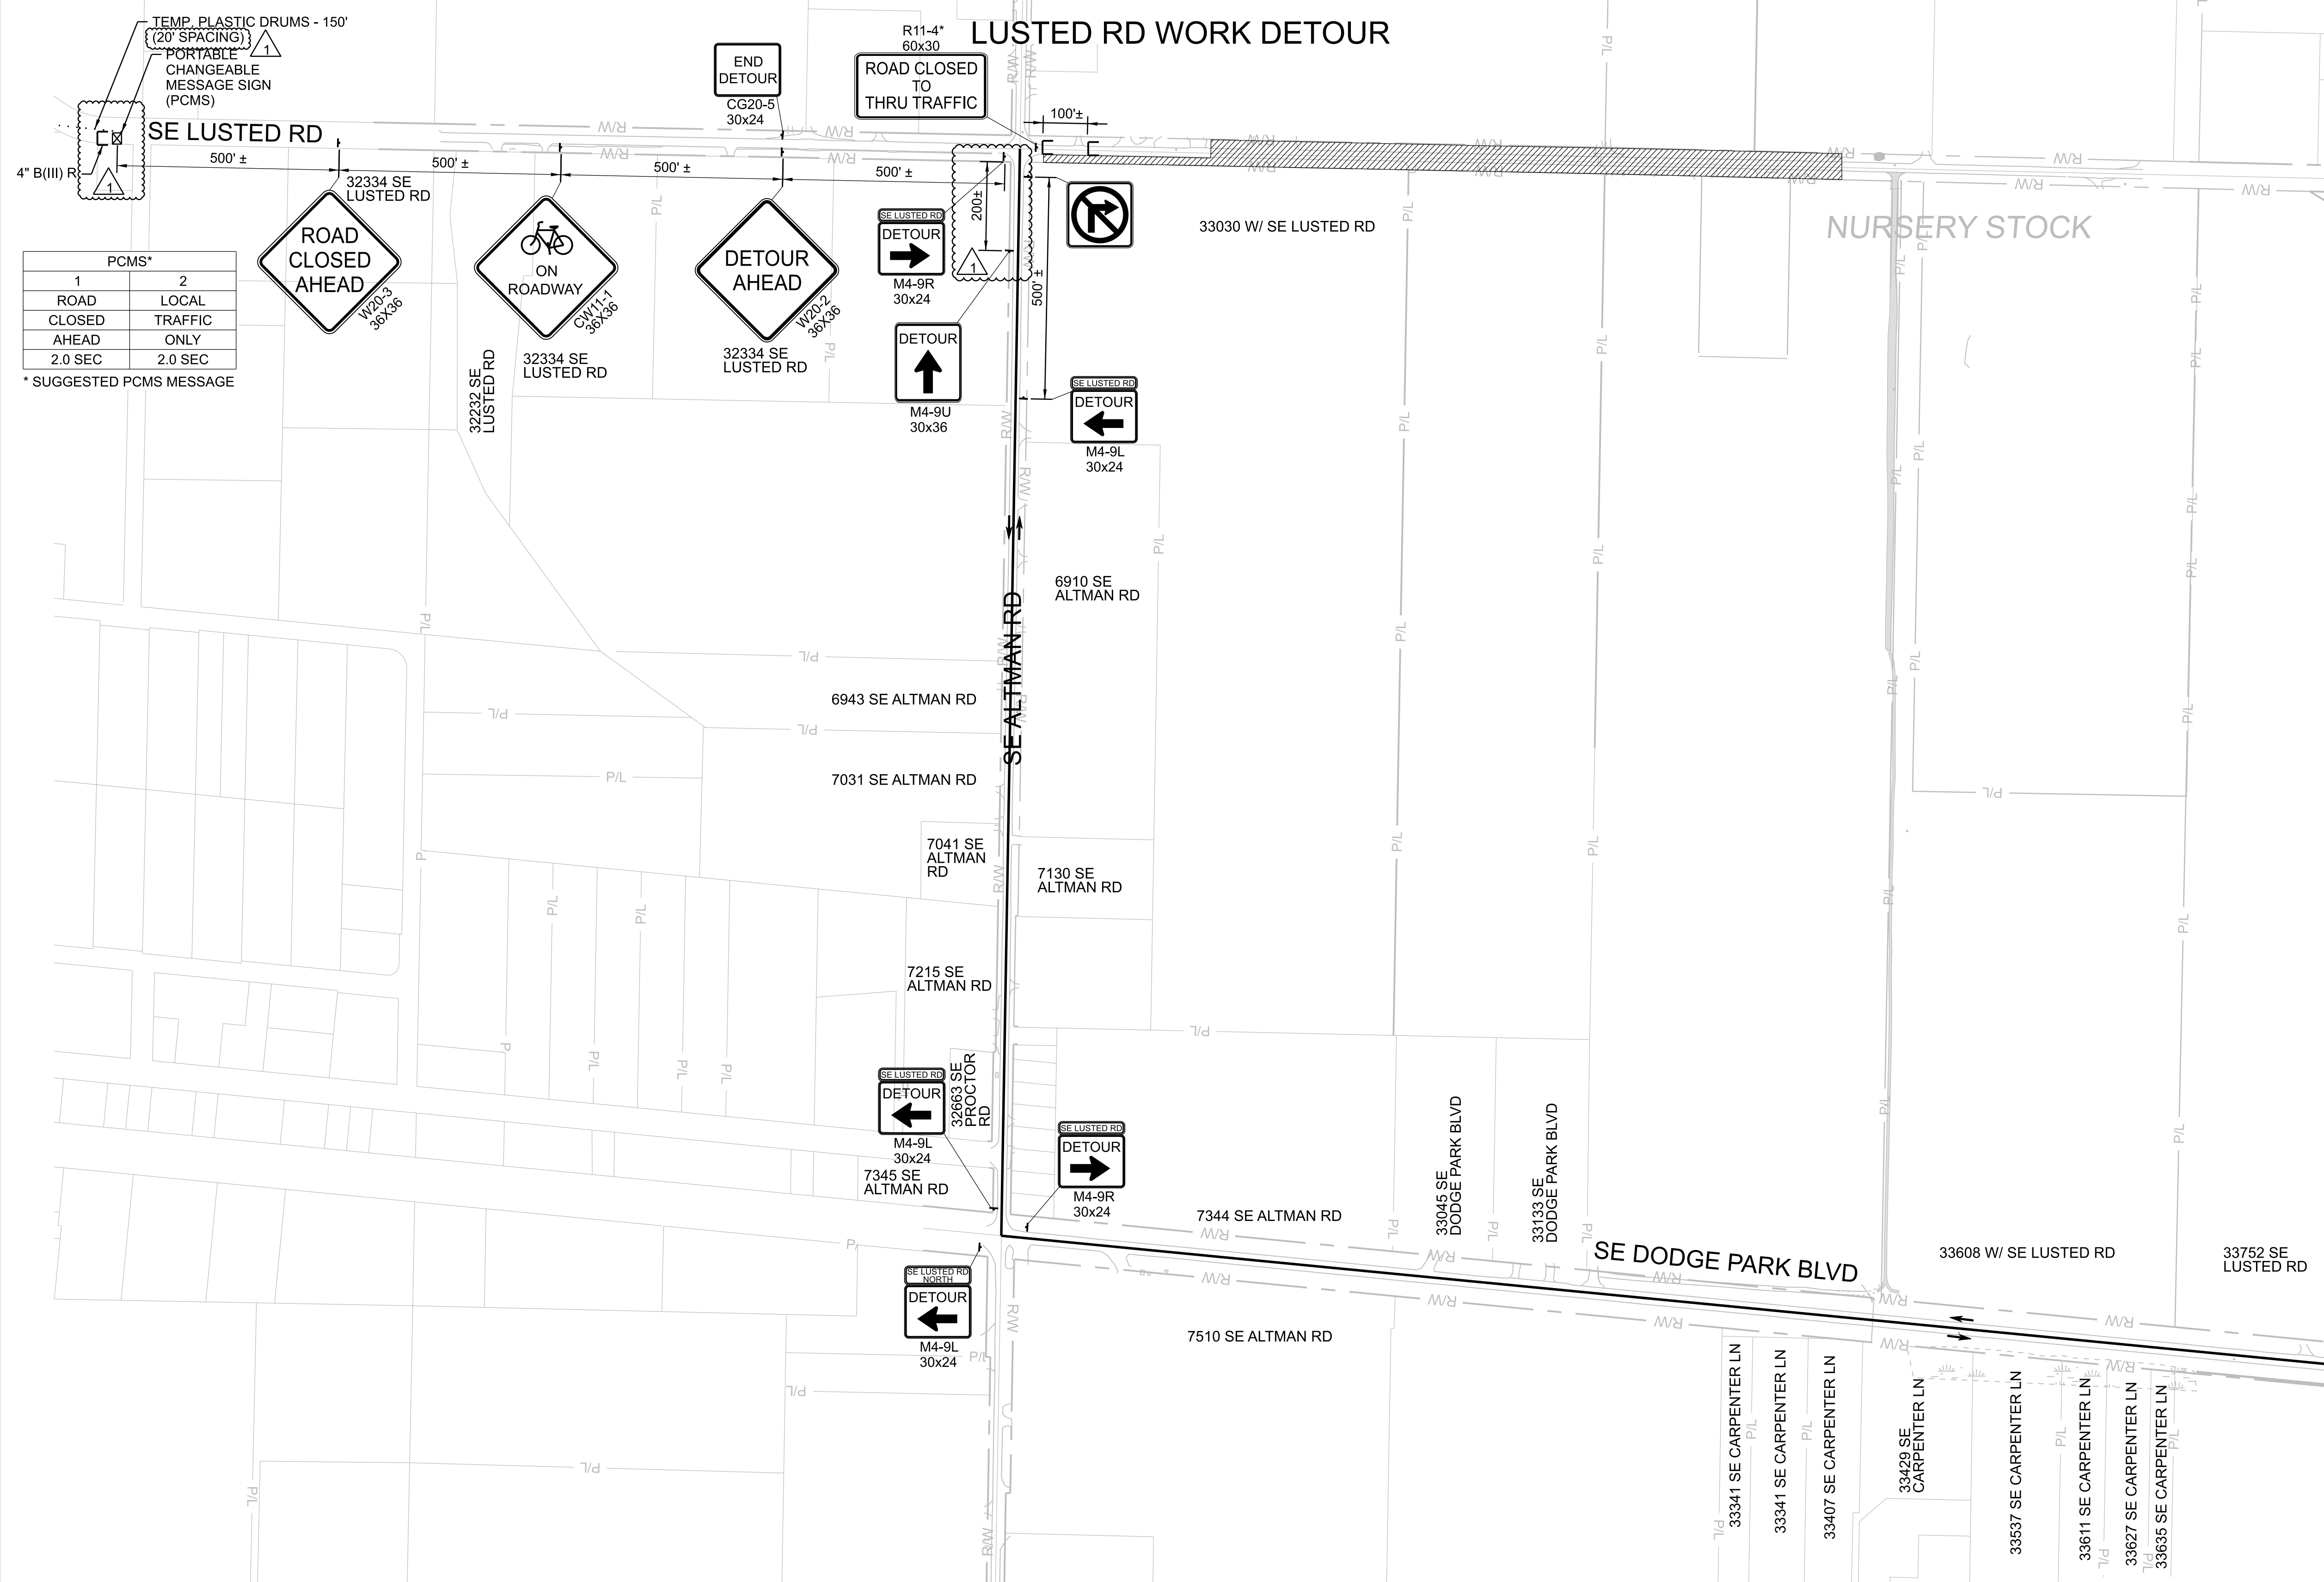 LUSTED RD WORK DETOUR
TEMP. PLASTIC DRUMS - 150'
(20' SPACING)
1
PORTABLE
CHANGEABLE
MESSAGE SIGN
(PCMS)
4" B(III) R
1
SE LUSTED RD
500' ±
500' ±
500' ±
500' ±
END
DETOUR
CG20-5
30x24
R11-4*
60x30
ROAD CLOSED
TO
THRU TRAFFIC
100'±
PCMS*
1 2
ROAD LOCAL
CLOSED TRAFFIC
AHEAD ONLY
2.0 SEC 2.0 SEC
* SUGGESTED PCMS MESSAGE
32334 SE
LUSTED RD
ROAD
CLOSED
AHEAD
W20-3
36X36
ON
ROADWAY
CW11-1
36X36
32334 SE
LUSTED RD
32232 SE
LUSTED RD
DETOUR
AHEAD
W20-2
36X36
32334 SE
LUSTED RD
SE LUSTED RD
DETOUR
M4-9R
30x24
200±
1
500' ±
DETOUR
M4-9U
30x36
SE LUSTED RD
DETOUR
M4-9L
30x24
33030 W/ SE LUSTED RD
NURSERY STOCK
SE ALTMAN RD
6910 SE
ALTMAN RD
6943 SE ALTMAN RD
7031 SE ALTMAN RD
7041 SE
ALTMAN
RD
7130 SE
ALTMAN RD
7215 SE
ALTMAN RD
32663 SE
PROCTOR
RD
SE LUSTED RD
DETOUR
M4-9L
30x24
7345 SE
ALTMAN RD
SE LUSTED RD
DETOUR
M4-9R
30x24
SE LUSTED RD
NORTH
DETOUR
M4-9L
30x24
7344 SE ALTMAN RD
7510 SE ALTMAN RD
33045 SE
DODGE PARK BLVD
33133 SE
DODGE PARK BLVD
SE DODGE PARK BLVD
33608 W/ SE LUSTED RD
33752 SE
LUSTED RD
33341 SE CARPENTER LN
33341 SE CARPENTER LN
33407 SE CARPENTER LN
33429 SE
CARPENTER LN
33537 SE CARPENTER LN
33611 SE CARPENTER LN
33627 SE CARPENTER LN
33635 SE CARPENTER LN
R/W
R/W
R/W
R/W
R/W
P/L
P/L
P/L
P/L